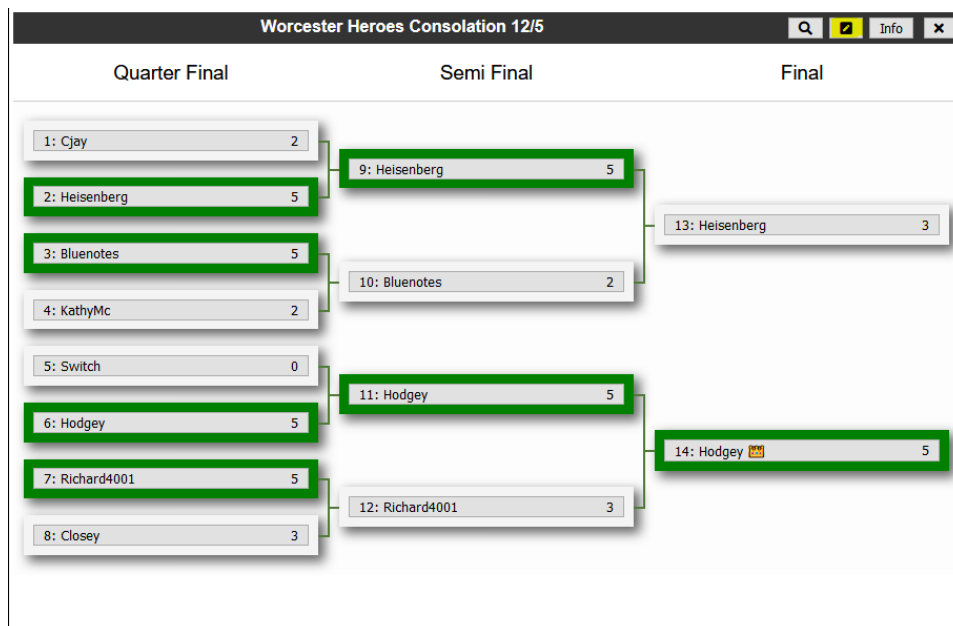 Worcester Heroes Consolation 12/5
Info
Quarter Final
Semi Final
Final
1: Cjay 2
2: Heisenberg 5
3: Bluenotes 5
4: KathyMc 2
5: Switch 0
6: Hodgey 5
7: Richard4001 5
8: Closey 3
9: Heisenberg 5
10: Bluenotes 2
11: Hodgey 5
12: Richard4001 3
13: Heisenberg 3
14: Hodgey 5